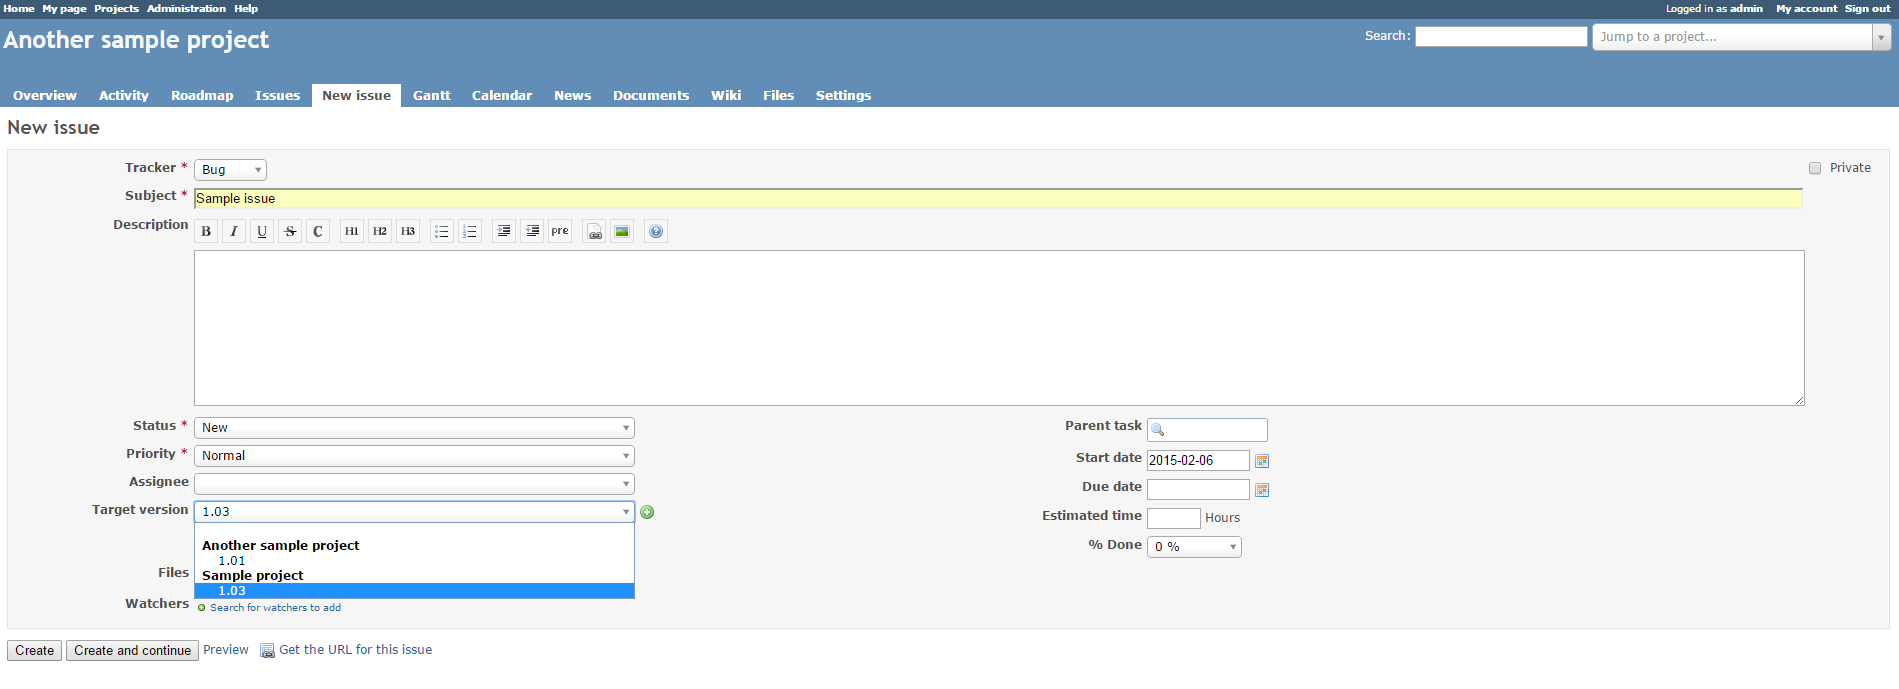 Home My page Projects Administration Help Logged in as admin My account Sign out
Another sample project Search: Jump to a project...
Overview Activity Roadmap Issues New issue Gantt Calendar News Documents Wiki Files Settings
New issue
Tracker * Bug Private
Subject * Sample issue
Description B I U S C H1 H2 H3 pre
Status * New Parent task
Priority * Normal Start date 2015-02-06
Assignee Due date
Target version 1.03 Estimated time Hours
Another sample project % Done 0 %
1.01
Files Sample project
1.03
Watchers Search for watchers to add
Create Create and continue Preview Get the URL for this issue